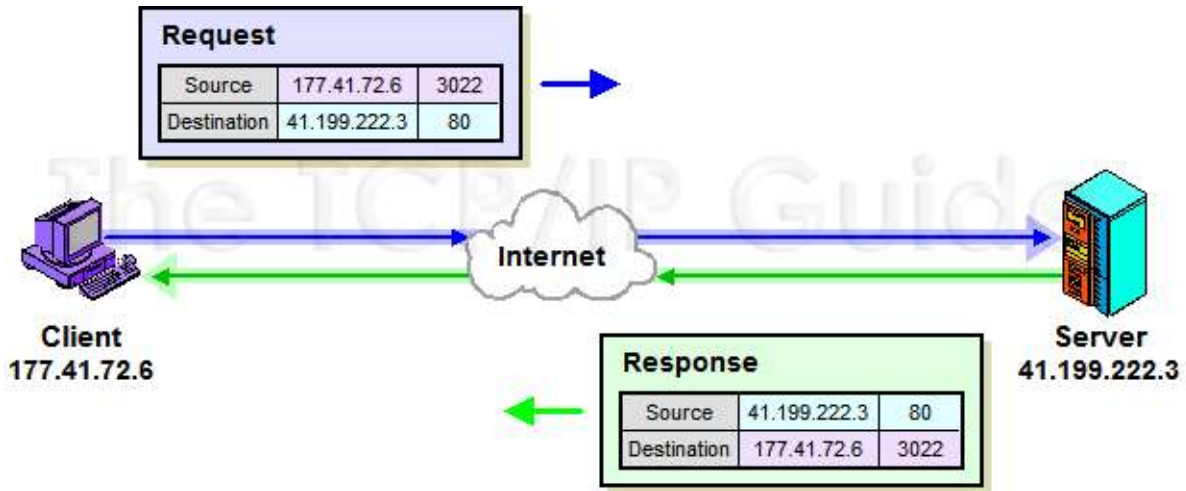 Request
Source 177.41.72.6 3022
Destination 41.199.222.3 80
The TCP/IP Guide
Internet
Client
177.41.72.6
Server
41.199.222.3
Response
Source 41.199.222.3 80
Destination 177.41.72.6 3022